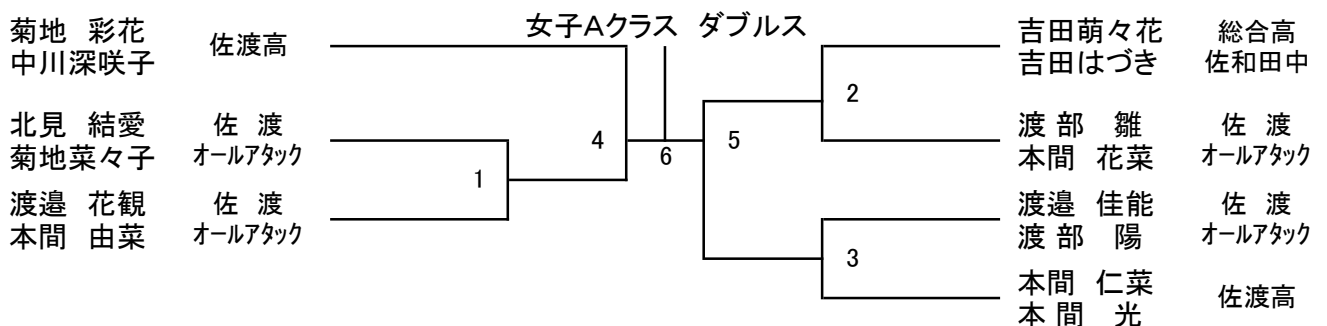 女子Aクラス ダブルス
菊地 彩花
中川深咲子
佐渡高
北見 結愛
菊地菜々子
佐 渡
オールアタック
渡邉 花観
本間 由菜
佐 渡
オールアタック
1
4
6
5
2
3
吉田萌々花
吉田はづき
総合高
佐和田中
渡 部 雛
本間 花菜
佐 渡
オールアタック
渡邉 佳能
渡 部 陽
佐 渡
オールアタック
本間 仁菜
本 間 光
佐渡高